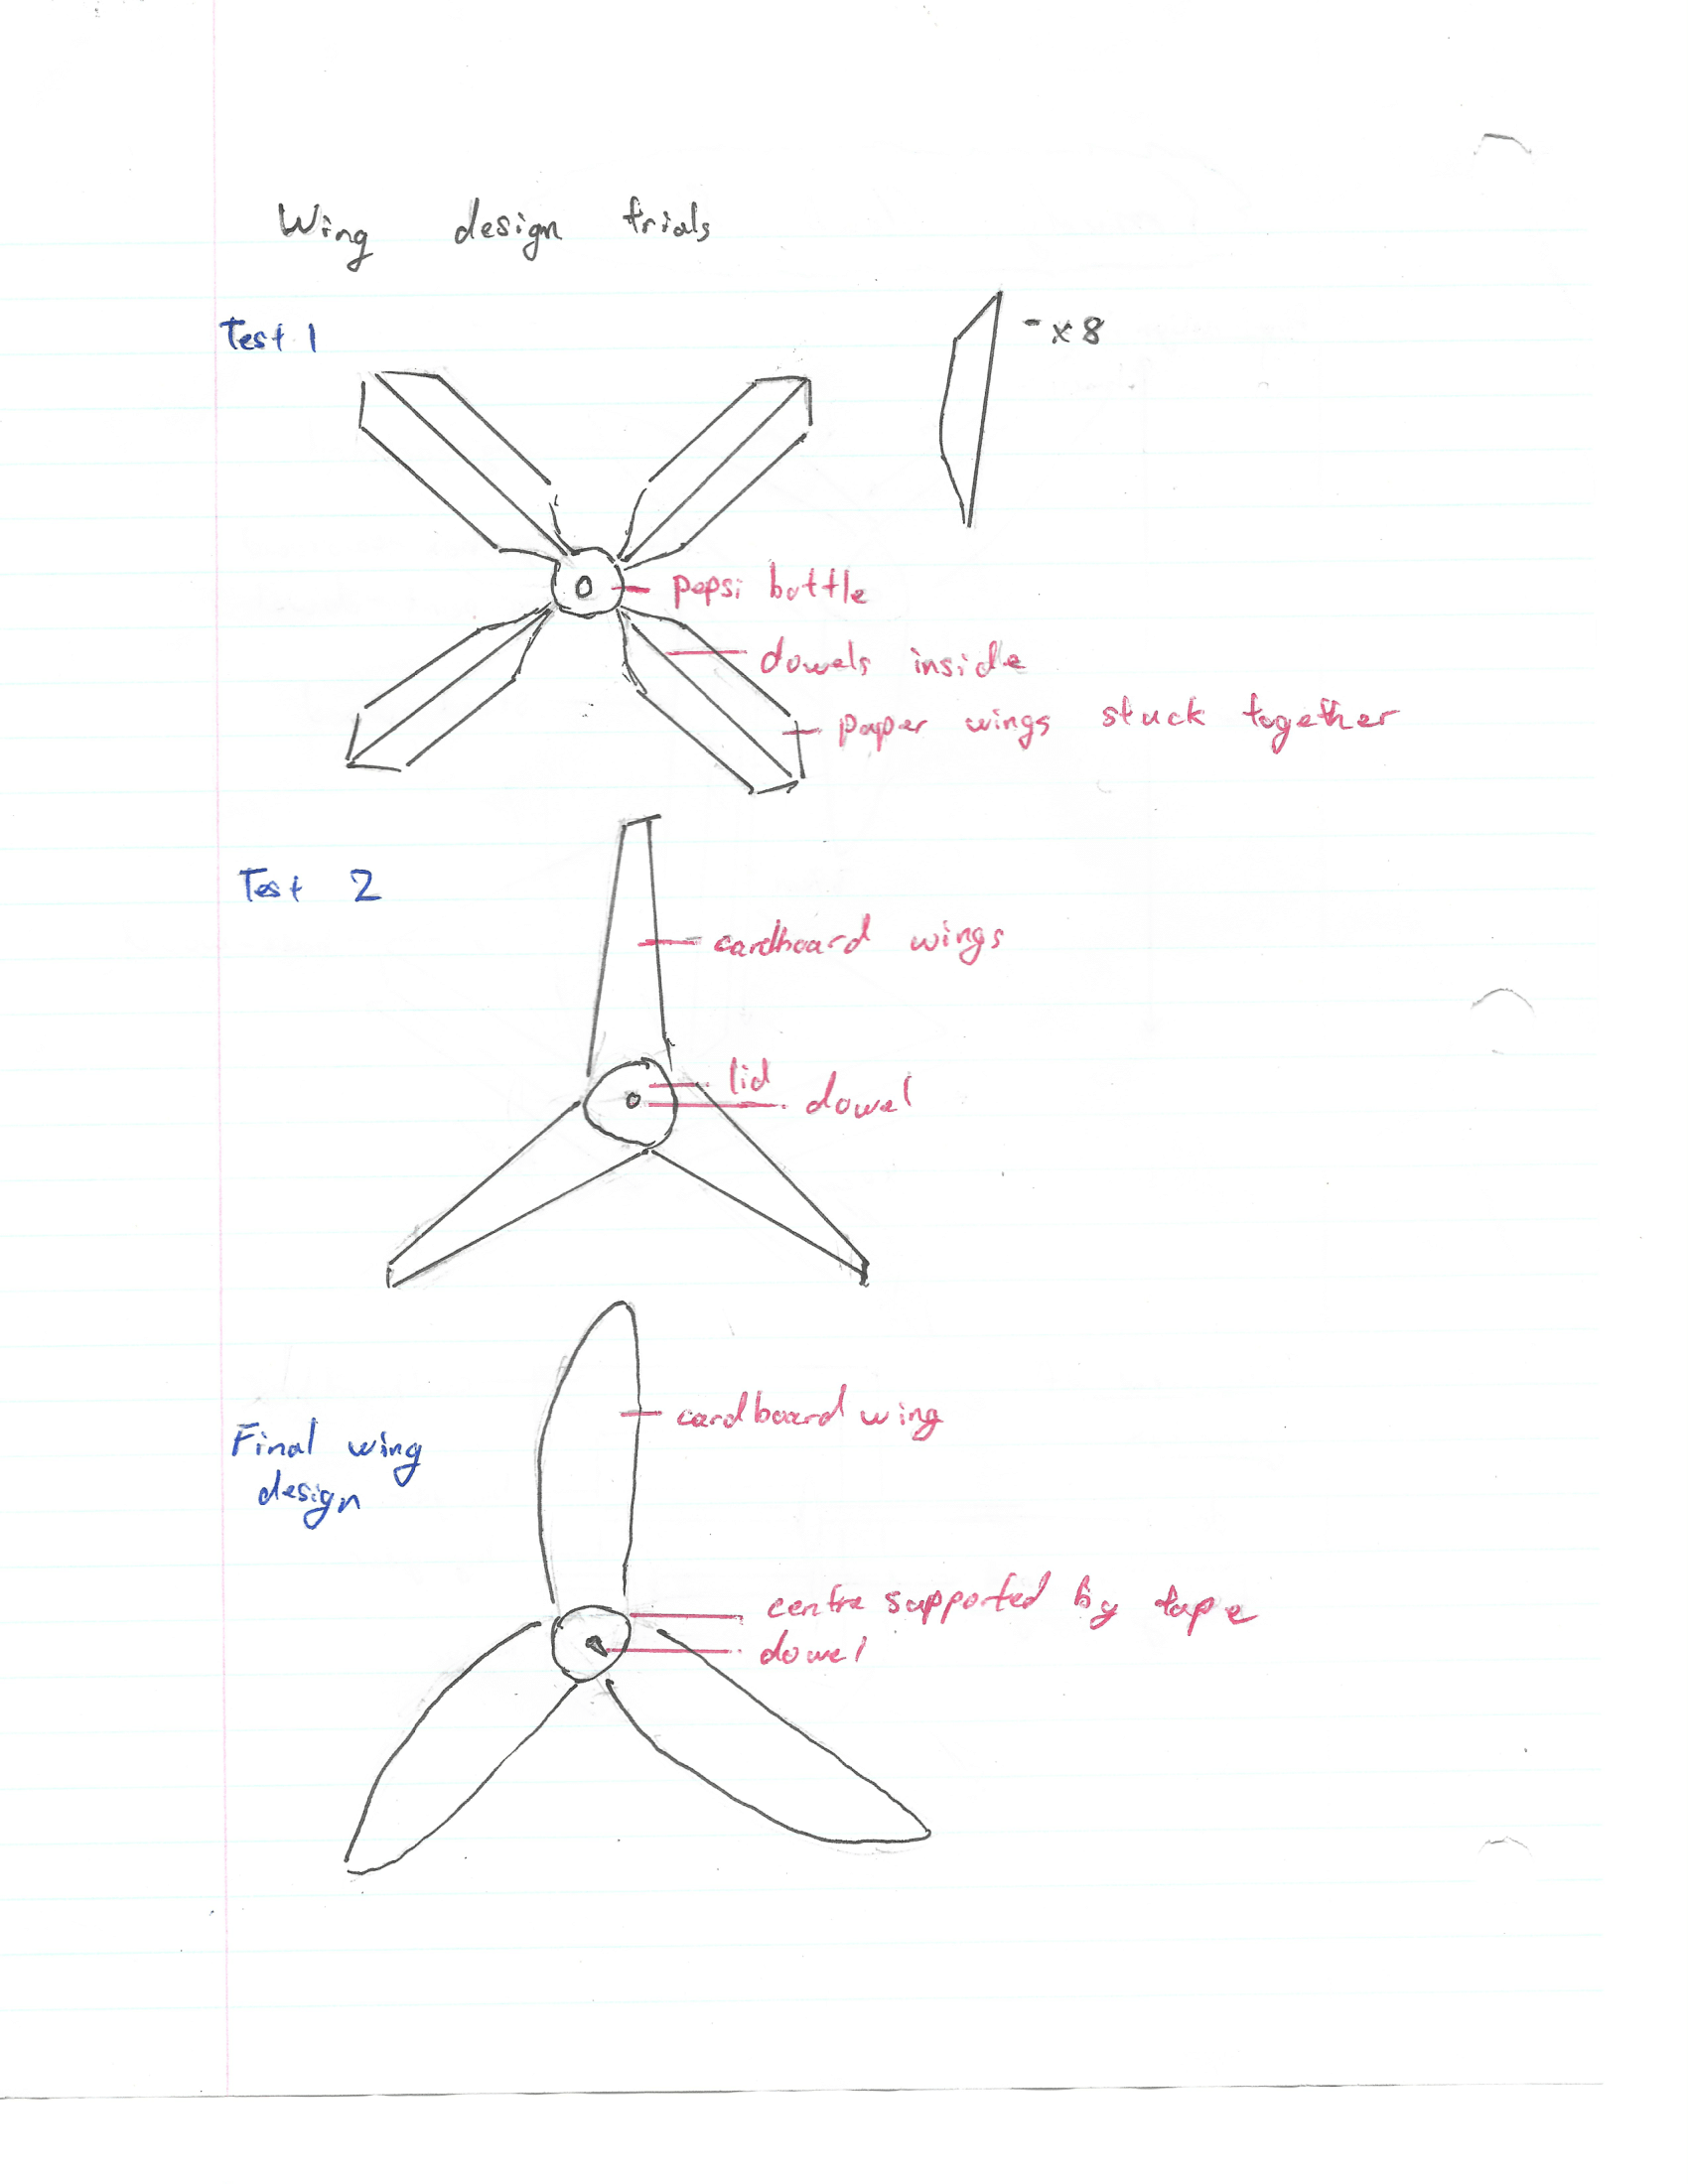 Wing design trials
Test 1
- x 8
pepsi bottle
dowels inside
paper wings stuck together
Test 2
cardboard wings
lid
dowel
cardboard wing
Final wing
design
centre supported by tape
dowel